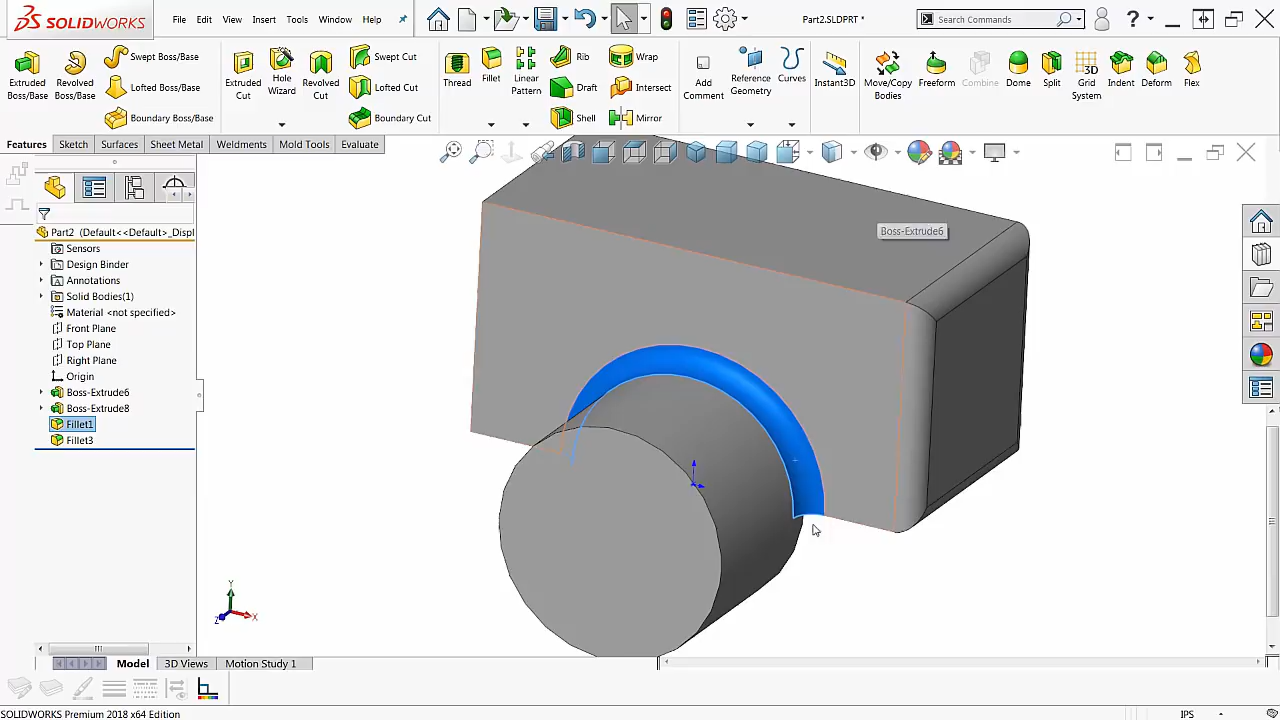 SOLIDWORKS
File Edit View Insert Tools Window Help
Part2.SLDPRT *
Search Commands
?
Extruded Boss/Base
Revolved Boss/Base
Swept Boss/Base
Lofted Boss/Base
Boundary Boss/Base
Extruded Cut
Hole Wizard
Revolved Cut
Swept Cut
Lofted Cut
Boundary Cut
Thread
Fillet
Linear Pattern
Rib
Draft
Shell
Wrap
Intersect
Mirror
Add Comment
Reference Geometry
Curves
Instant3D
Move/Copy Bodies
Freeform
Combine
Dome
Split
3D
Grid System
Indent
Deform
Flex
Features Sketch Surfaces Sheet Metal Weldments Mold Tools Evaluate
Part2 (Default<<Default>_Displ
Sensors
Design Binder
Annotations
Solid Bodies(1)
Material <not specified>
Front Plane
Top Plane
Right Plane
Origin
Boss-Extrude6
Boss-Extrude8
Fillet1
Fillet3
Boss-Extrude6
Y
X
Z
Model 3D Views Motion Study 1
SOLIDWORKS Premium 2018 x64 Edition
IPS